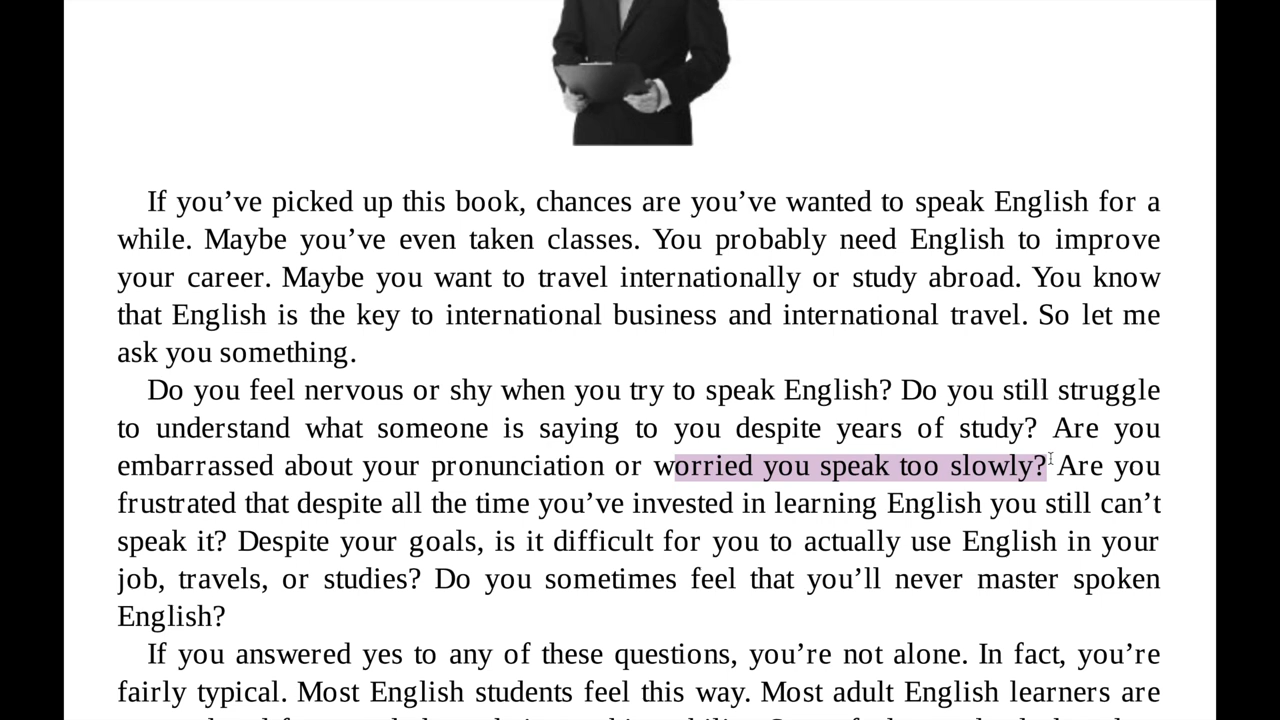 If you’ve picked up this book, chances are you’ve wanted to speak English for a
while. Maybe you’ve even taken classes. You probably need English to improve
your career. Maybe you want to travel internationally or study abroad. You know
that English is the key to international business and international travel. So let me
ask you something.
Do you feel nervous or shy when you try to speak English? Do you still struggle
to understand what someone is saying to you despite years of study? Are you
embarrassed about your pronunciation or worried you speak too slowly? Are you
frustrated that despite all the time you’ve invested in learning English you still can’t
speak it? Despite your goals, is it difficult for you to actually use English in your
job, travels, or studies? Do you sometimes feel that you’ll never master spoken
English?
If you answered yes to any of these questions, you’re not alone. In fact, you’re
fairly typical. Most English students feel this way. Most adult English learners are